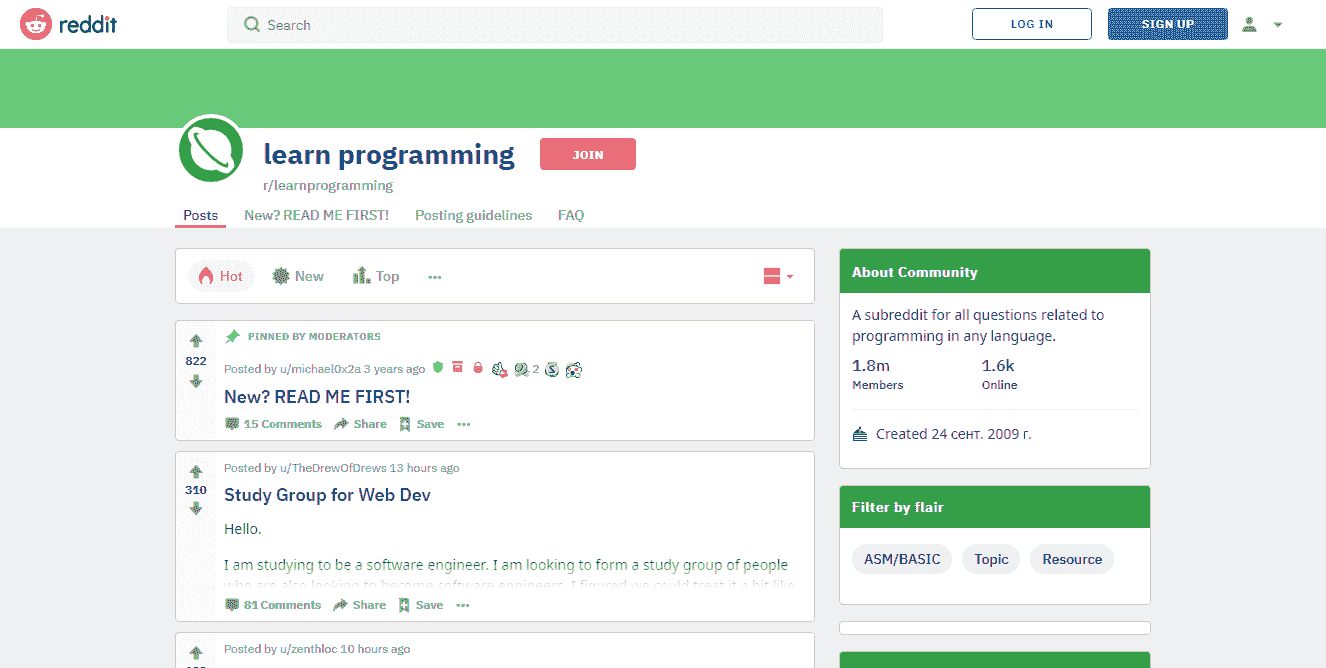 reddit
Search
LOG IN
SIGN UP
learn programming
JOIN
r/learnprogramming
Posts
New? READ ME FIRST!
Posting guidelines
FAQ
Hot
New
Top
822
PINNED BY MODERATORS
Posted by u/michael0x2a 3 years ago
2
New? READ ME FIRST!
15 Comments
Share
Save
310
Posted by u/TheDrewOfDrews 13 hours ago
Study Group for Web Dev
Hello.
I am studying to be a software engineer. I am looking to form a study group of people
who are also looking to become software engineers. I figured we could treat it a bit like
81 Comments
Share
Save
Posted by u/zenthloc 10 hours ago
About Community
A subreddit for all questions related to
programming in any language.
1.8m
1.6k
Members
Online
Created 24 сент. 2009 г.
Filter by flair
ASM/BASIC
Topic
Resource